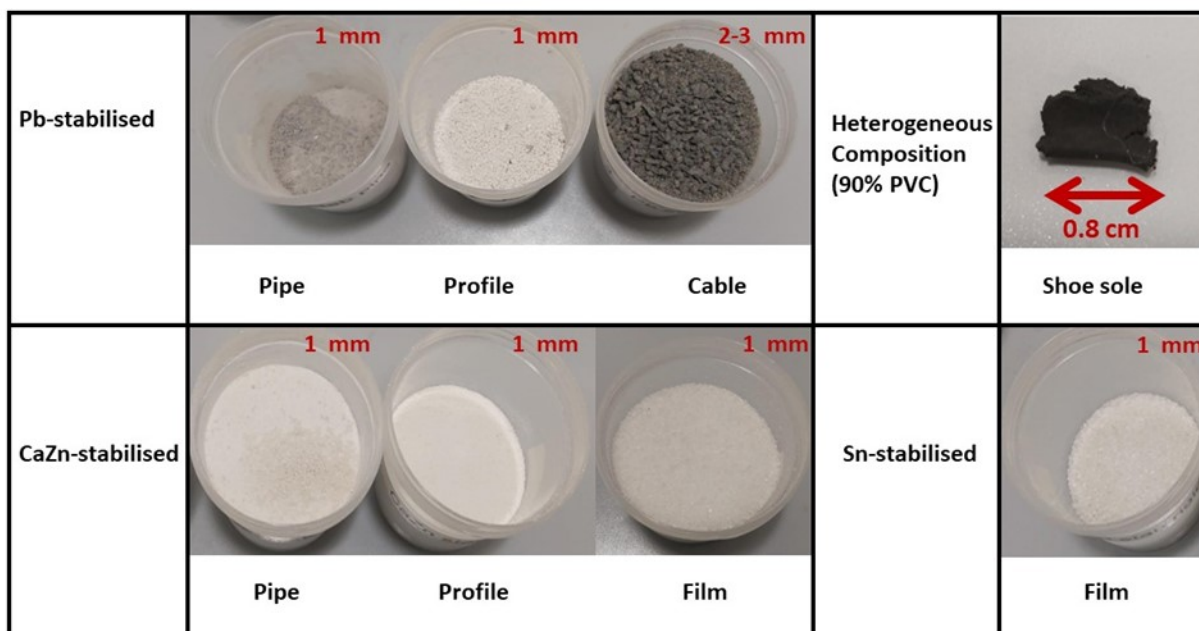 Pb-stabilised
1 mm
1 mm
2-3 mm
Pipe
Profile
Cable
Heterogeneous
Composition
(90% PVC)
0.8 cm
Shoe sole
CaZn-stabilised
1 mm
1 mm
1 mm
Pipe
Profile
Film
Sn-stabilised
1 mm
Film